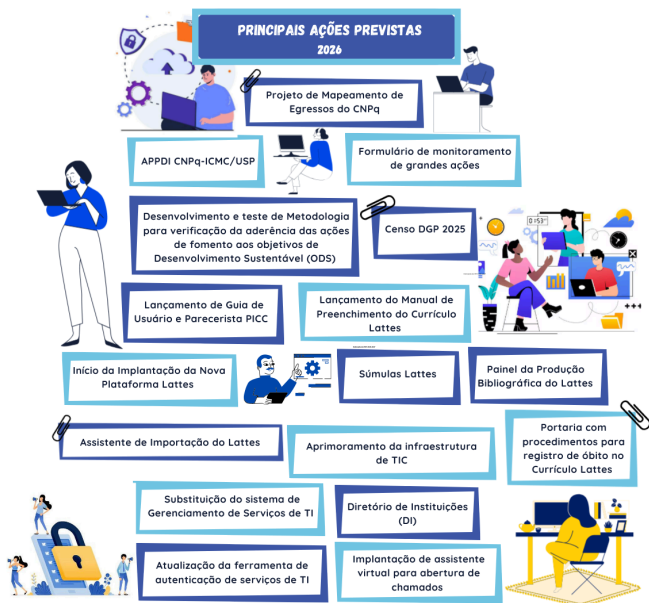 PRINCIPAIS AÇÕES PREVISTAS
2026
Projeto de Mapeamento de
Egressos do CNPq
APPDI CNPq-ICMC/USP
Formulário de monitoramento
de grandes ações
Desenvolvimento e teste de Metodologia
para verificação da aderência das ações
de fomento aos objetivos de
Desenvolvimento Sustentável (ODS)
Censo DGP 2025
Lançamento de Guia de
Usuário e Parecerista PICC
Lançamento do Manual de
Preenchimento do Currículo
Lattes
Início da Implantação da Nova
Plataforma Lattes
Súmulas Lattes
Painel da Produção
Bibliográfica do Lattes
Assistente de Importação do Lattes
Aprimoramento da infraestrutura
de TIC
Portaria com
procedimentos para
registro de óbito no
Currículo Lattes
Substituição do sistema de
Gerenciamento de Serviços de TI
Diretório de Instituições
(DI)
Atualização da ferramenta de
autenticação de serviços de TI
Implantação de assistente
virtual para abertura de
chamados